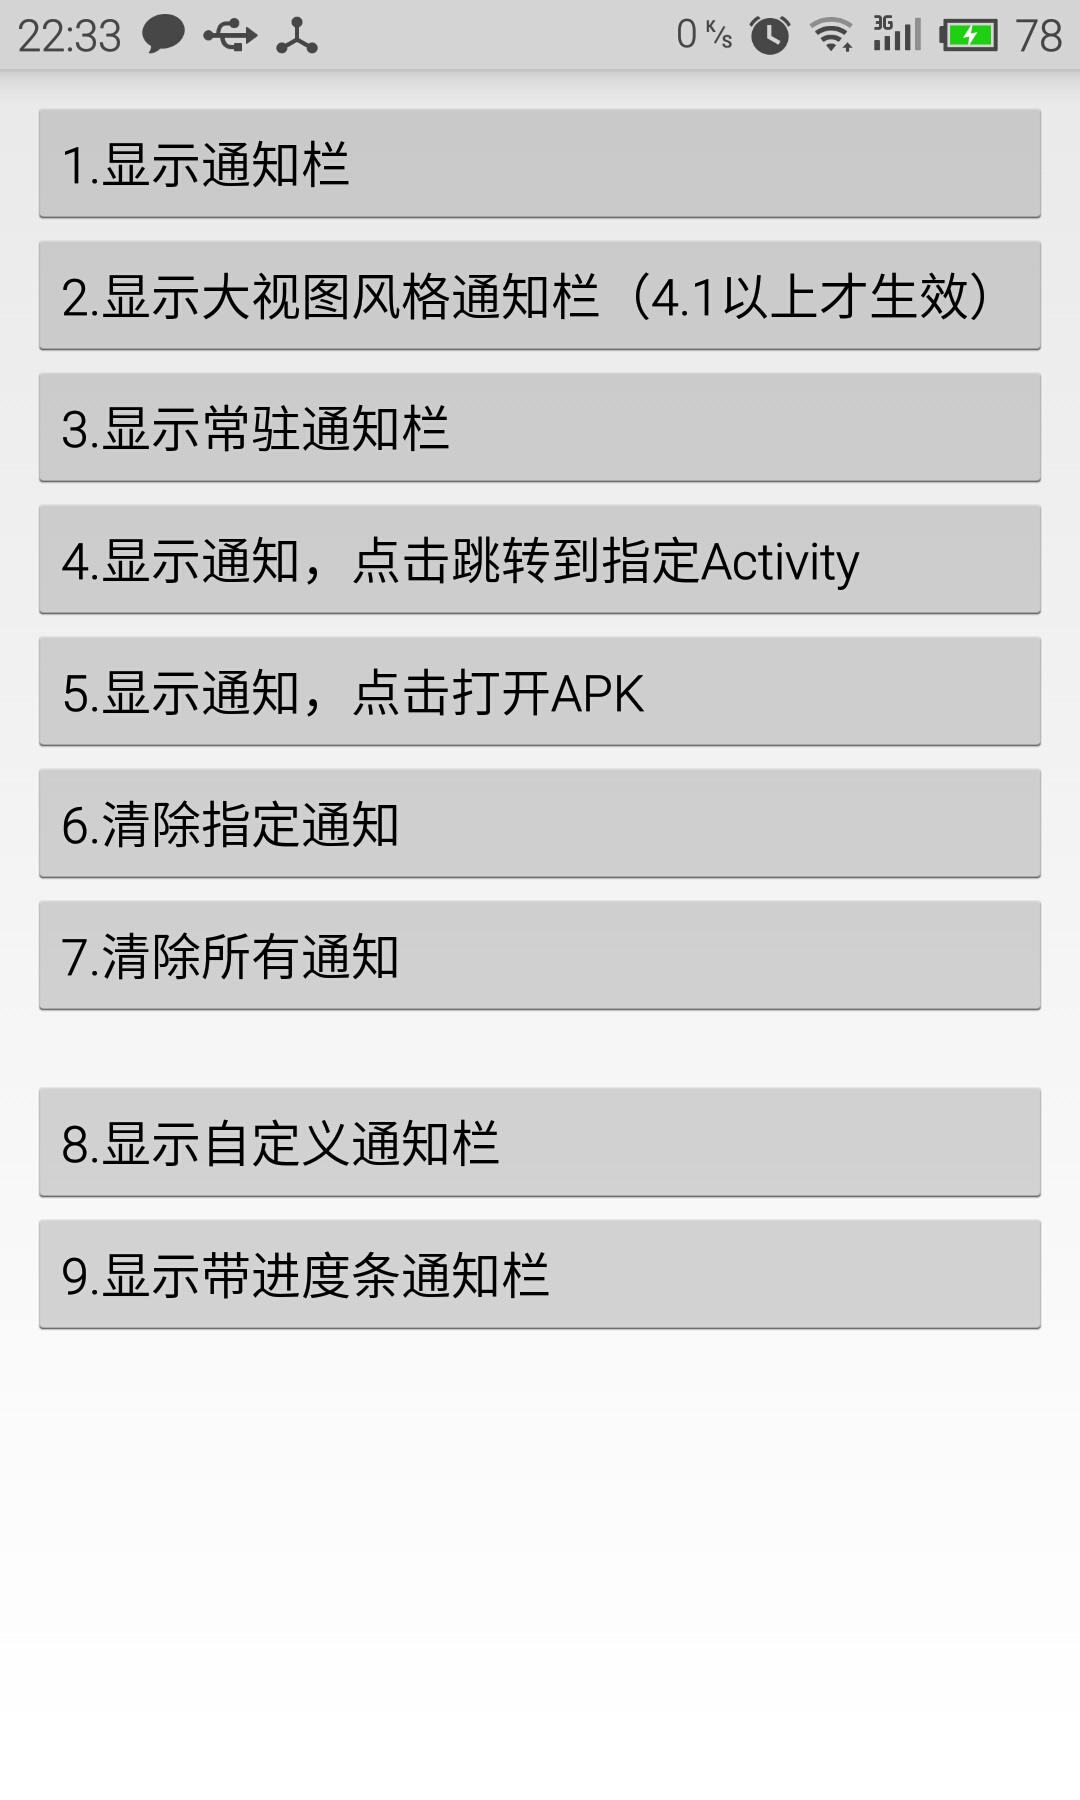 22:33 0 K/s 3G 78
1.显示通知栏
2.显示大视图风格通知栏（4.1以上才生效）
3.显示常驻通知栏
4.显示通知，点击跳转到指定Activity
5.显示通知，点击打开APK
6.清除指定通知
7.清除所有通知
8.显示自定义通知栏
9.显示带进度条通知栏